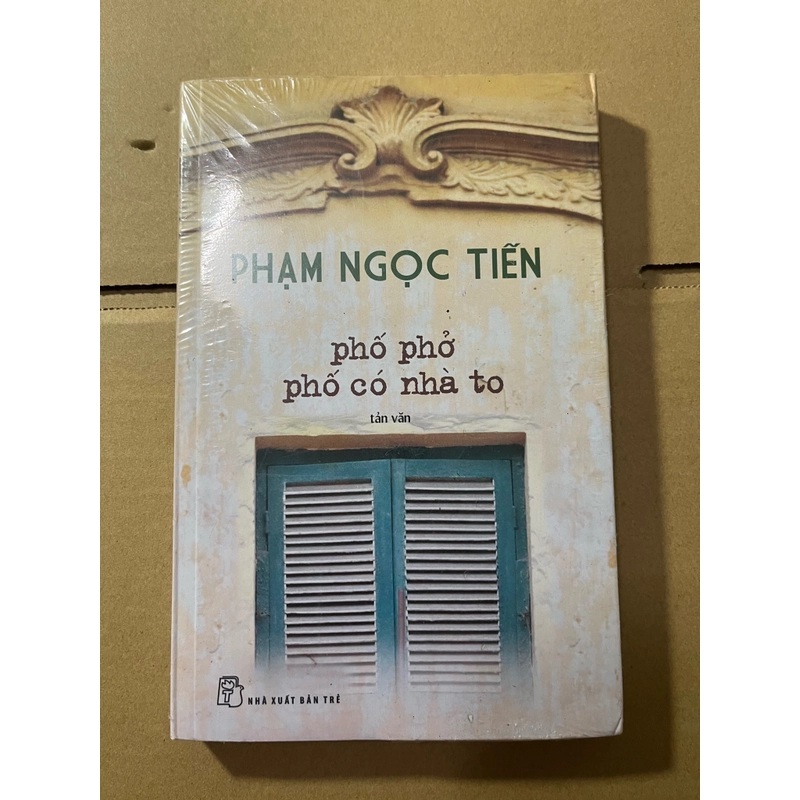 PHẠM NGỌC TIẾN
phố phở
phố có nhà to
tản văn
NHÀ XUẤT BẢN TRẺ